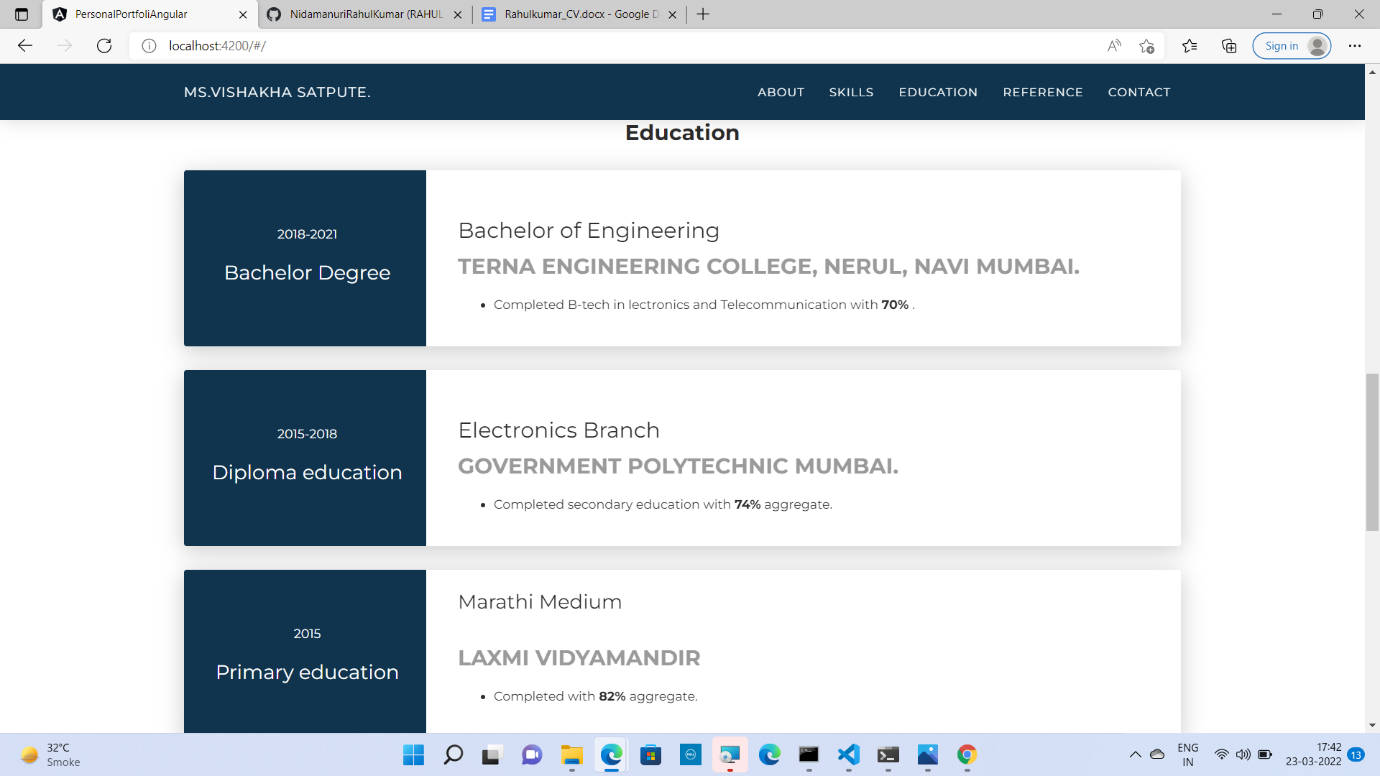 PersonalPortfoliAngular
NidamanuriRahulKumar (RAHUL
Rahulkumar_CV.docx - Google D
localhost:4200/#/
Sign in
MS.VISHAKHA SATPUTE.
ABOUT SKILLS EDUCATION REFERENCE CONTACT
Education
2018-2021
Bachelor Degree
Bachelor of Engineering
TERNA ENGINEERING COLLEGE, NERUL, NAVI MUMBAI.
Completed B-tech in lectronics and Telecommunication with 70% .
2015-2018
Diploma education
Electronics Branch
GOVERNMENT POLYTECHNIC MUMBAI.
Completed secondary education with 74% aggregate.
2015
Primary education
Marathi Medium
LAXMI VIDYAMANDIR
Completed with 82% aggregate.
32°C
Smoke
ENG
IN
17:42
23-03-2022
13